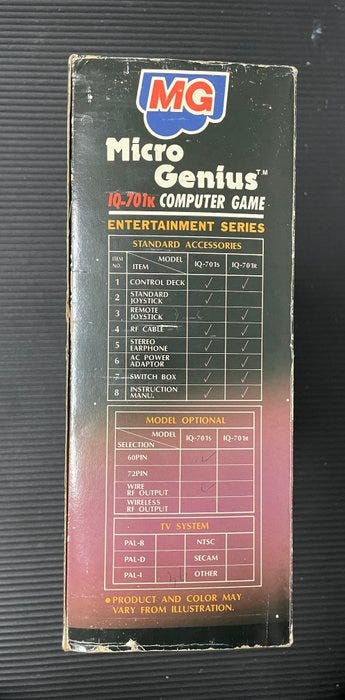 MG
Micro
Genius™
IQ-701K COMPUTER GAME
ENTERTAINMENT SERIES
STANDARD ACCESSORIES
ITEM NO. MODEL ITEM IQ-701S IQ-701R
1 CONTROL DECK ✓ ✓
2 STANDARD JOYSTICK ✓
3 REMOTE JOYSTICK ✓
4 RF CABLE ✓ ✓
5 STEREO EARPHONE ✓ ✓
6 AC POWER ADAPTOR ✓ ✓
7 SWITCH BOX ✓ ✓
8 INSTRUCTION MANU. ✓ ✓
MODEL OPTIONAL
MODEL SELECTION IQ-701S IQ-701R
60PIN ✓
72PIN
WIRE RF OUTPUT ✓
WIRELESS RF OUTPUT
TV SYSTEM
PAL-B NTSC
PAL-D SECAM
PAL-I OTHER
●PRODUCT AND COLOR MAY
VARY FROM ILLUSTRATION.